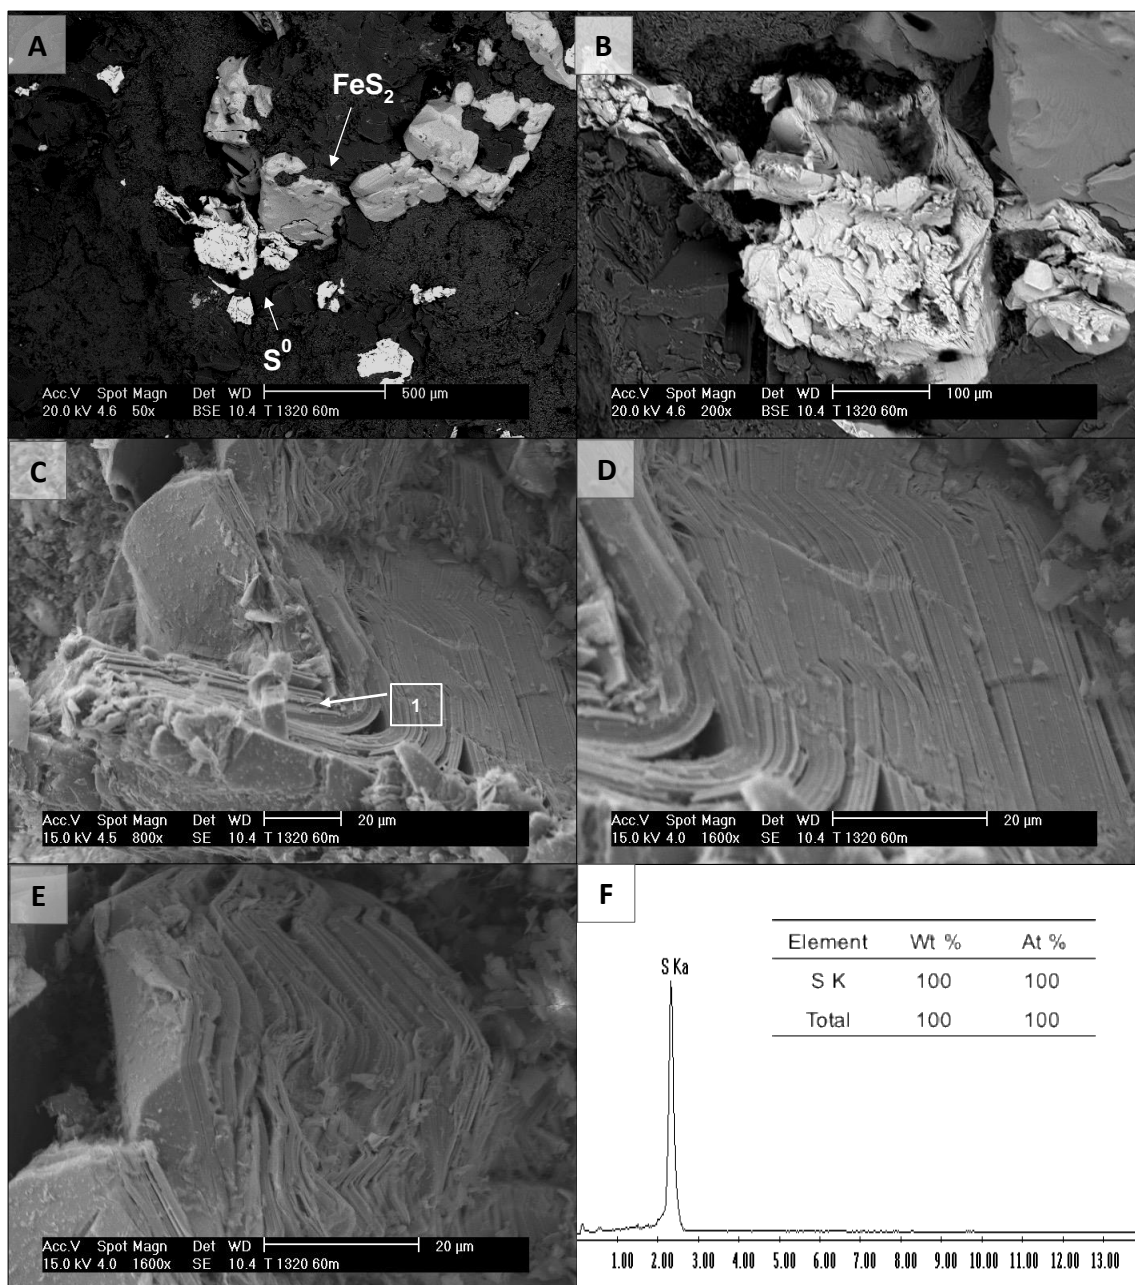 A
FeS2
S0
Acc.V Spot Magn Det WD 500 µm
20.0 kV 4.6 50x BSE 10.4 T 1320 60m
B
Acc.V Spot Magn Det WD 100 µm
20.0 kV 4.6 200x BSE 10.4 T 1320 60m
C
1
Acc.V Spot Magn Det WD 20 µm
15.0 kV 4.5 800x SE 10.4 T 1320 60m
D
Acc.V Spot Magn Det WD 20 µm
15.0 kV 4.0 1600x SE 10.4 T 1320 60m
E
Acc.V Spot Magn Det WD 20 µm
15.0 kV 4.0 1600x SE 10.4 T 1320 60m
F
Element Wt % At %
S K 100 100
Total 100 100
S Ka
1.00 2.00 3.00 4.00 5.00 6.00 7.00 8.00 9.00 10.00 11.00 12.00 13.00